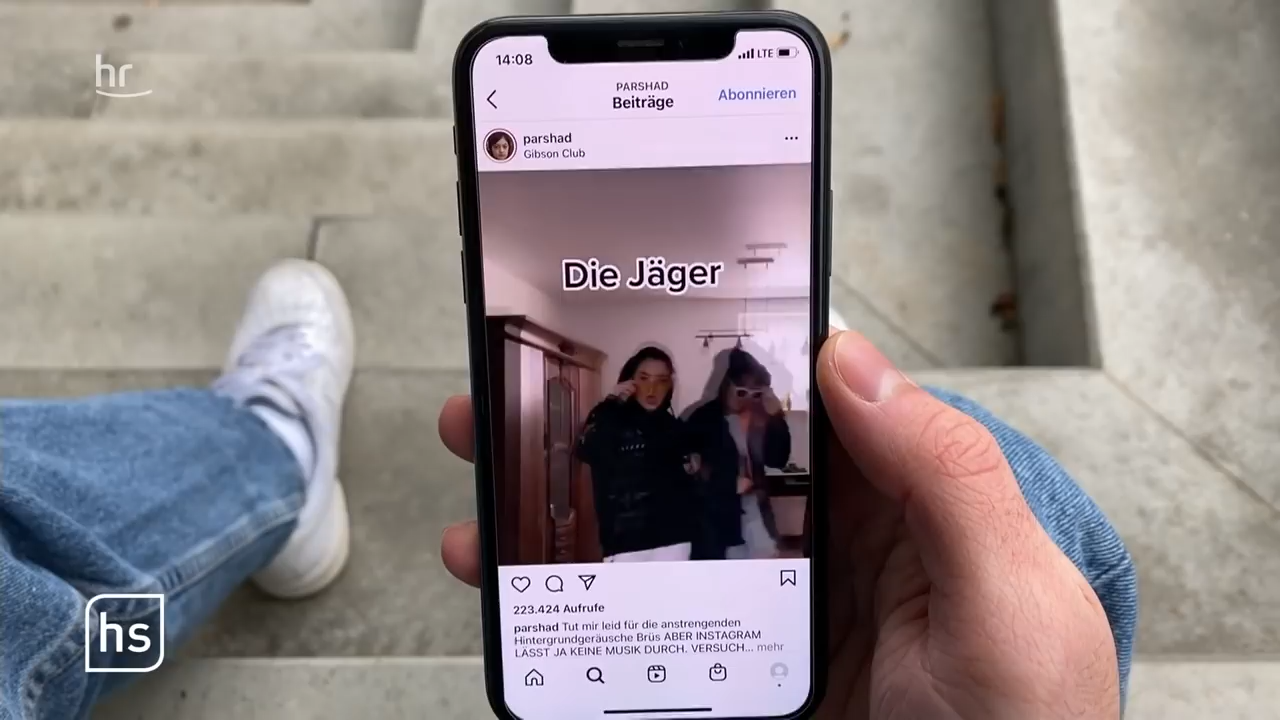 hr
14:08
LTE
PARSHAD
Beiträge
Abonnieren
parshad
Gibson Club
Die Jäger
223.424 Aufrufe
parshad Tut mir leid für die anstrengenden
Hintergrundgeräusche Brüs ABER INSTAGRAM
LÄSST JA KEINE MUSIK DURCH. VERSUCH... mehr
hs